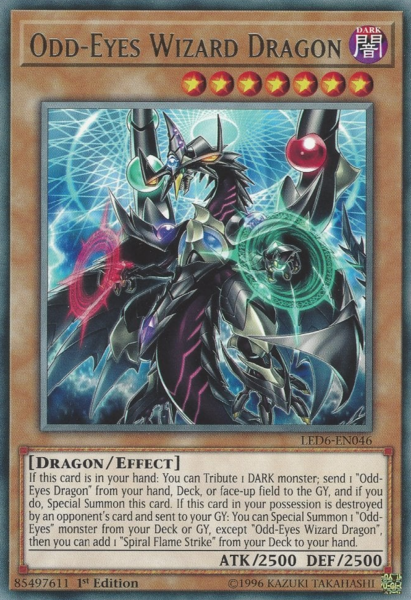 ODD-EYES WIZARD DRAGON
DARK
闇
LED6-EN046
[DRAGON/EFFECT]
If this card is in your hand: You can Tribute 1 DARK monster; send 1 "Odd-
Eyes Dragon" from your hand, Deck, or face-up field to the GY, and if you
do, Special Summon this card. If this card in your possession is destroyed
by an opponent's card and sent to your GY: You can Special Summon 1 "Odd-
Eyes" monster from your Deck or GY, except "Odd-Eyes Wizard Dragon",
then you can add 1 "Spiral Flame Strike" from your Deck to your hand.
ATK/2500 DEF/2500
85497611 1st Edition ©1996 KAZUKI TAKAHASHI